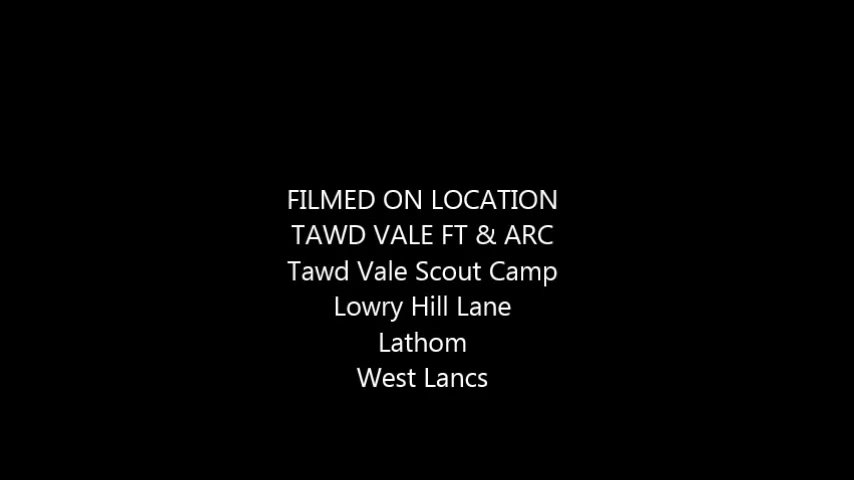 FILMED ON LOCATION
TAWD VALE FT & ARC
Tawd Vale Scout Camp
Lowry Hill Lane
Lathom
West Lancs